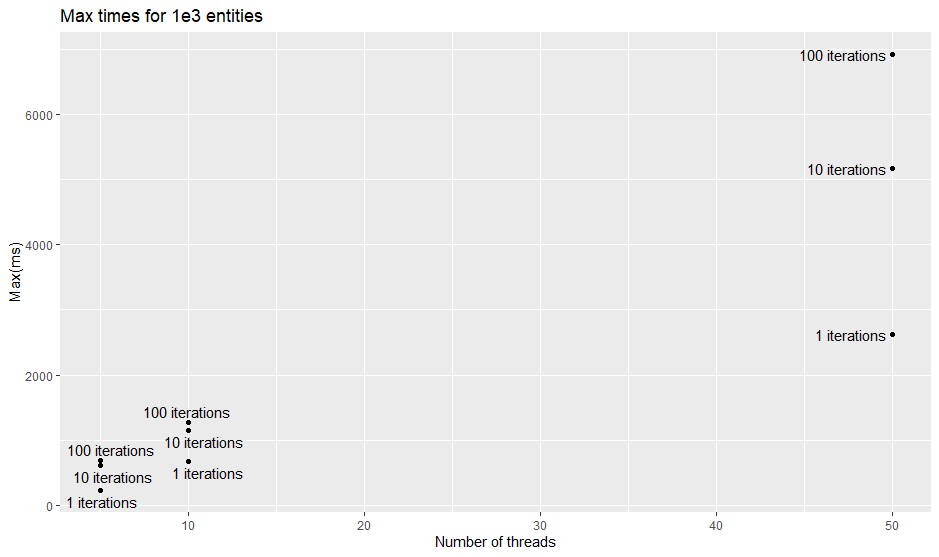 Max times for 1e3 entities
Max(ms)
6000
4000
2000
0
100 iterations
10 iterations
1 iterations
100 iterations
10 iterations
1 iterations
100 iterations
10 iterations
1 iterations
10
20
30
40
50
Number of threads